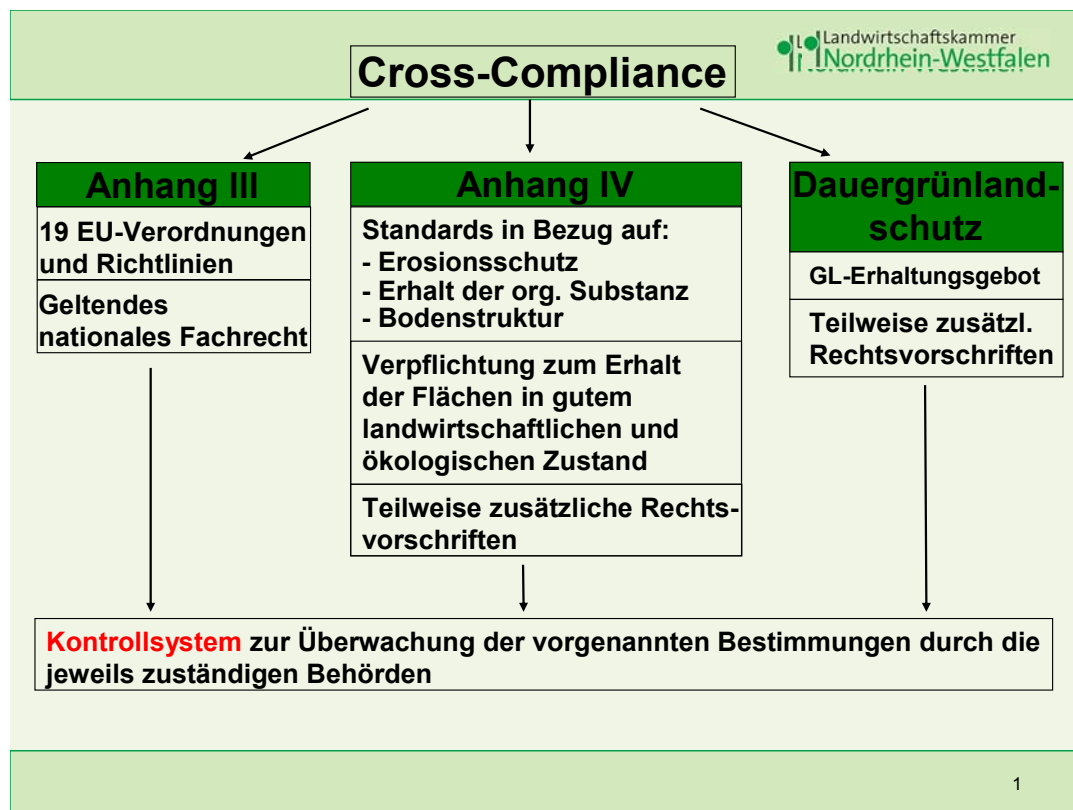 Landwirtschaftskammer
Nordrhein-Westfalen
Cross-Compliance
Anhang III
19 EU-Verordnungen
und Richtlinien
Geltendes
nationales Fachrecht
Anhang IV
Standards in Bezug auf:
- Erosionsschutz
- Erhalt der org. Substanz
- Bodenstruktur
Verpflichtung zum Erhalt
der Flächen in gutem
landwirtschaftlichen und
ökologischen Zustand
Teilweise zusätzliche Rechts-
vorschriften
Dauergrünland-
schutz
GL-Erhaltungsgebot
Teilweise zusätzl.
Rechtsvorschriften
Kontrollsystem zur Überwachung der vorgenannten Bestimmungen durch die
jeweils zuständigen Behörden
1